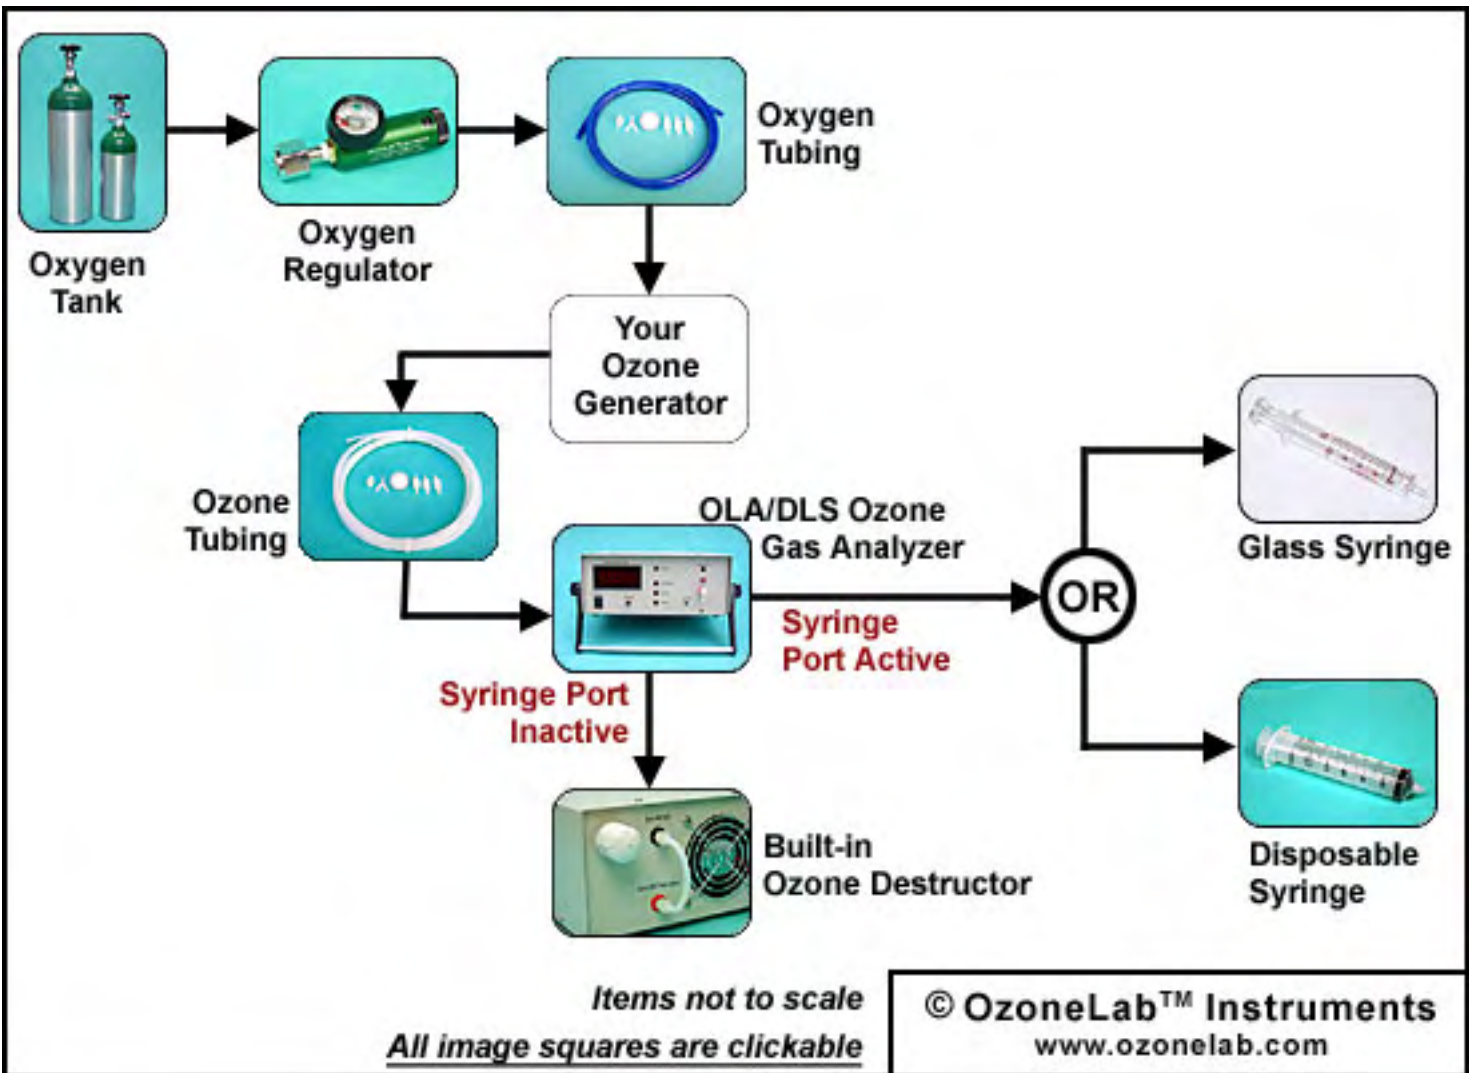 Oxygen
Tank
Oxygen
Regulator
Oxygen
Tubing
Your
Ozone
Generator
Ozone
Tubing
OLA/DLS Ozone
Gas Analyzer
Syringe
Port Active
Syringe Port
Inactive
OR
Glass Syringe
Disposable
Syringe
Built-in
Ozone Destructor
Items not to scale
All image squares are clickable
© OzoneLab™ Instruments
www.ozonelab.com